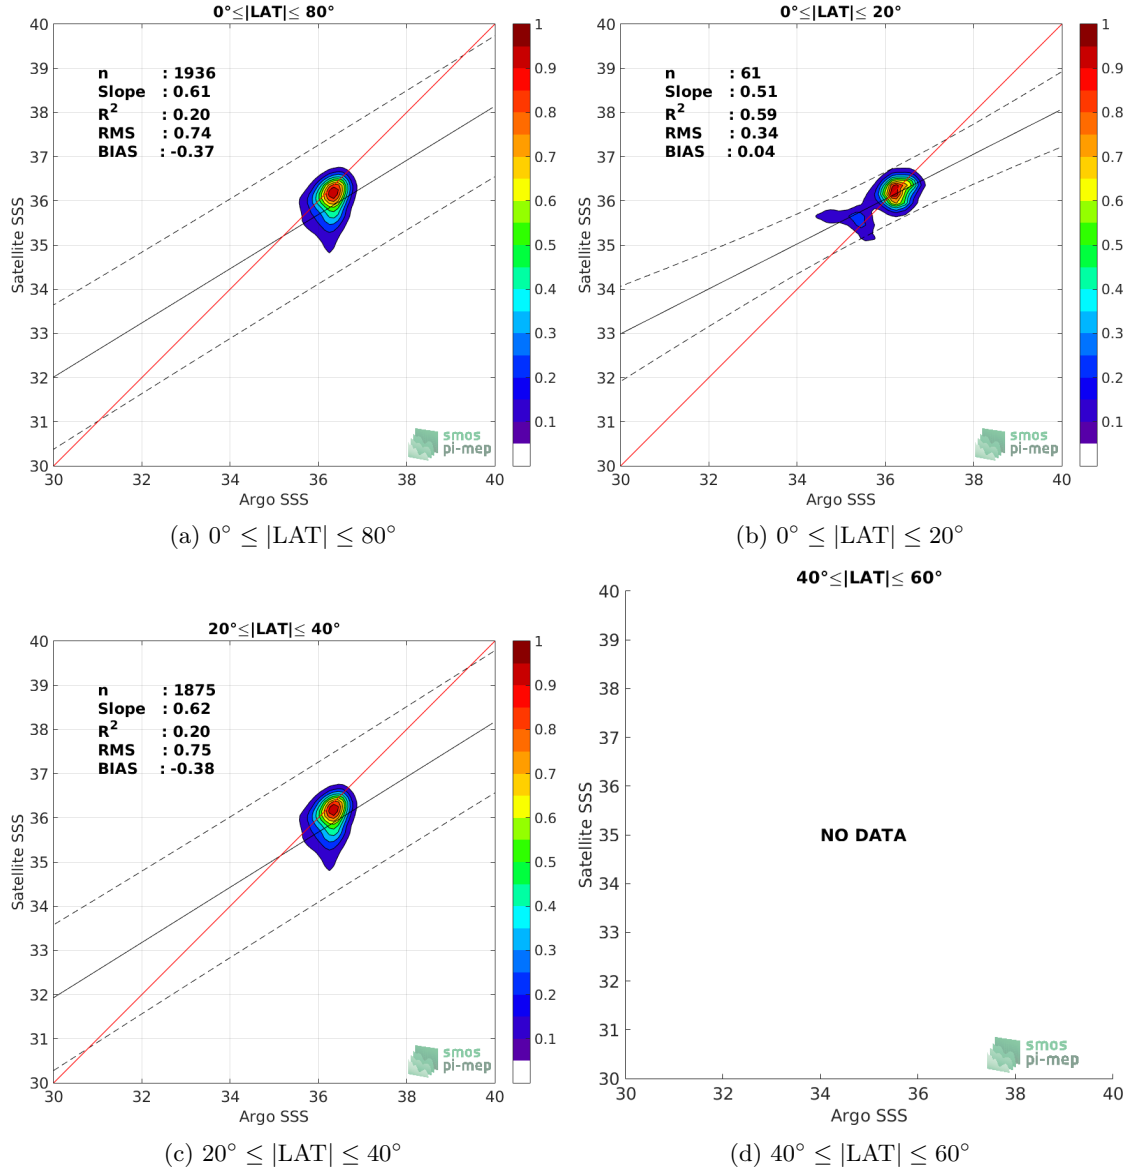 0°≤|LAT|≤ 80°
n : 1936
Slope : 0.61
R2 : 0.20
RMS : 0.74
BIAS : -0.37
40
39
38
37
36
35
34
33
32
31
30
30 32 34 36 38 40
Satellite SSS
Argo SSS
1
0.9
0.8
0.7
0.6
0.5
0.4
0.3
0.2
0.1
smos
pi-mep
(a) 0° ≤ |LAT| ≤ 80°
0°≤|LAT|≤ 20°
n : 61
Slope : 0.51
R2 : 0.59
RMS : 0.34
BIAS : 0.04
40
39
38
37
36
35
34
33
32
31
30
30 32 34 36 38 40
Satellite SSS
Argo SSS
1
0.9
0.8
0.7
0.6
0.5
0.4
0.3
0.2
0.1
smos
pi-mep
(b) 0° ≤ |LAT| ≤ 20°
20°≤|LAT|≤ 40°
n : 1875
Slope : 0.62
R2 : 0.20
RMS : 0.75
BIAS : -0.38
40
39
38
37
36
35
34
33
32
31
30
30 32 34 36 38 40
Satellite SSS
Argo SSS
1
0.9
0.8
0.7
0.6
0.5
0.4
0.3
0.2
0.1
smos
pi-mep
(c) 20° ≤ |LAT| ≤ 40°
40°≤|LAT|≤ 60°
NO DATA
40
39
38
37
36
35
34
33
32
31
30
30 32 34 36 38 40
Satellite SSS
Argo SSS
smos
pi-mep
(d) 40° ≤ |LAT| ≤ 60°